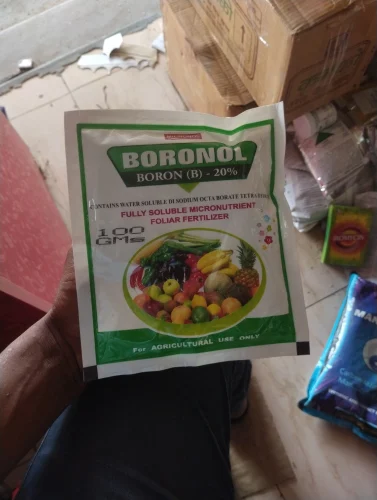 BORONOL
BORON (B) - 20%
CONTAINS WATER SOLUBLE DI SODIUM OCTA BORATE TETRA
FULLY SOLUBLE MICRONUTRIENT
FOLIAR FERTILIZER
100
GMs
For AGRICULTURAL USE ONLY
MAN